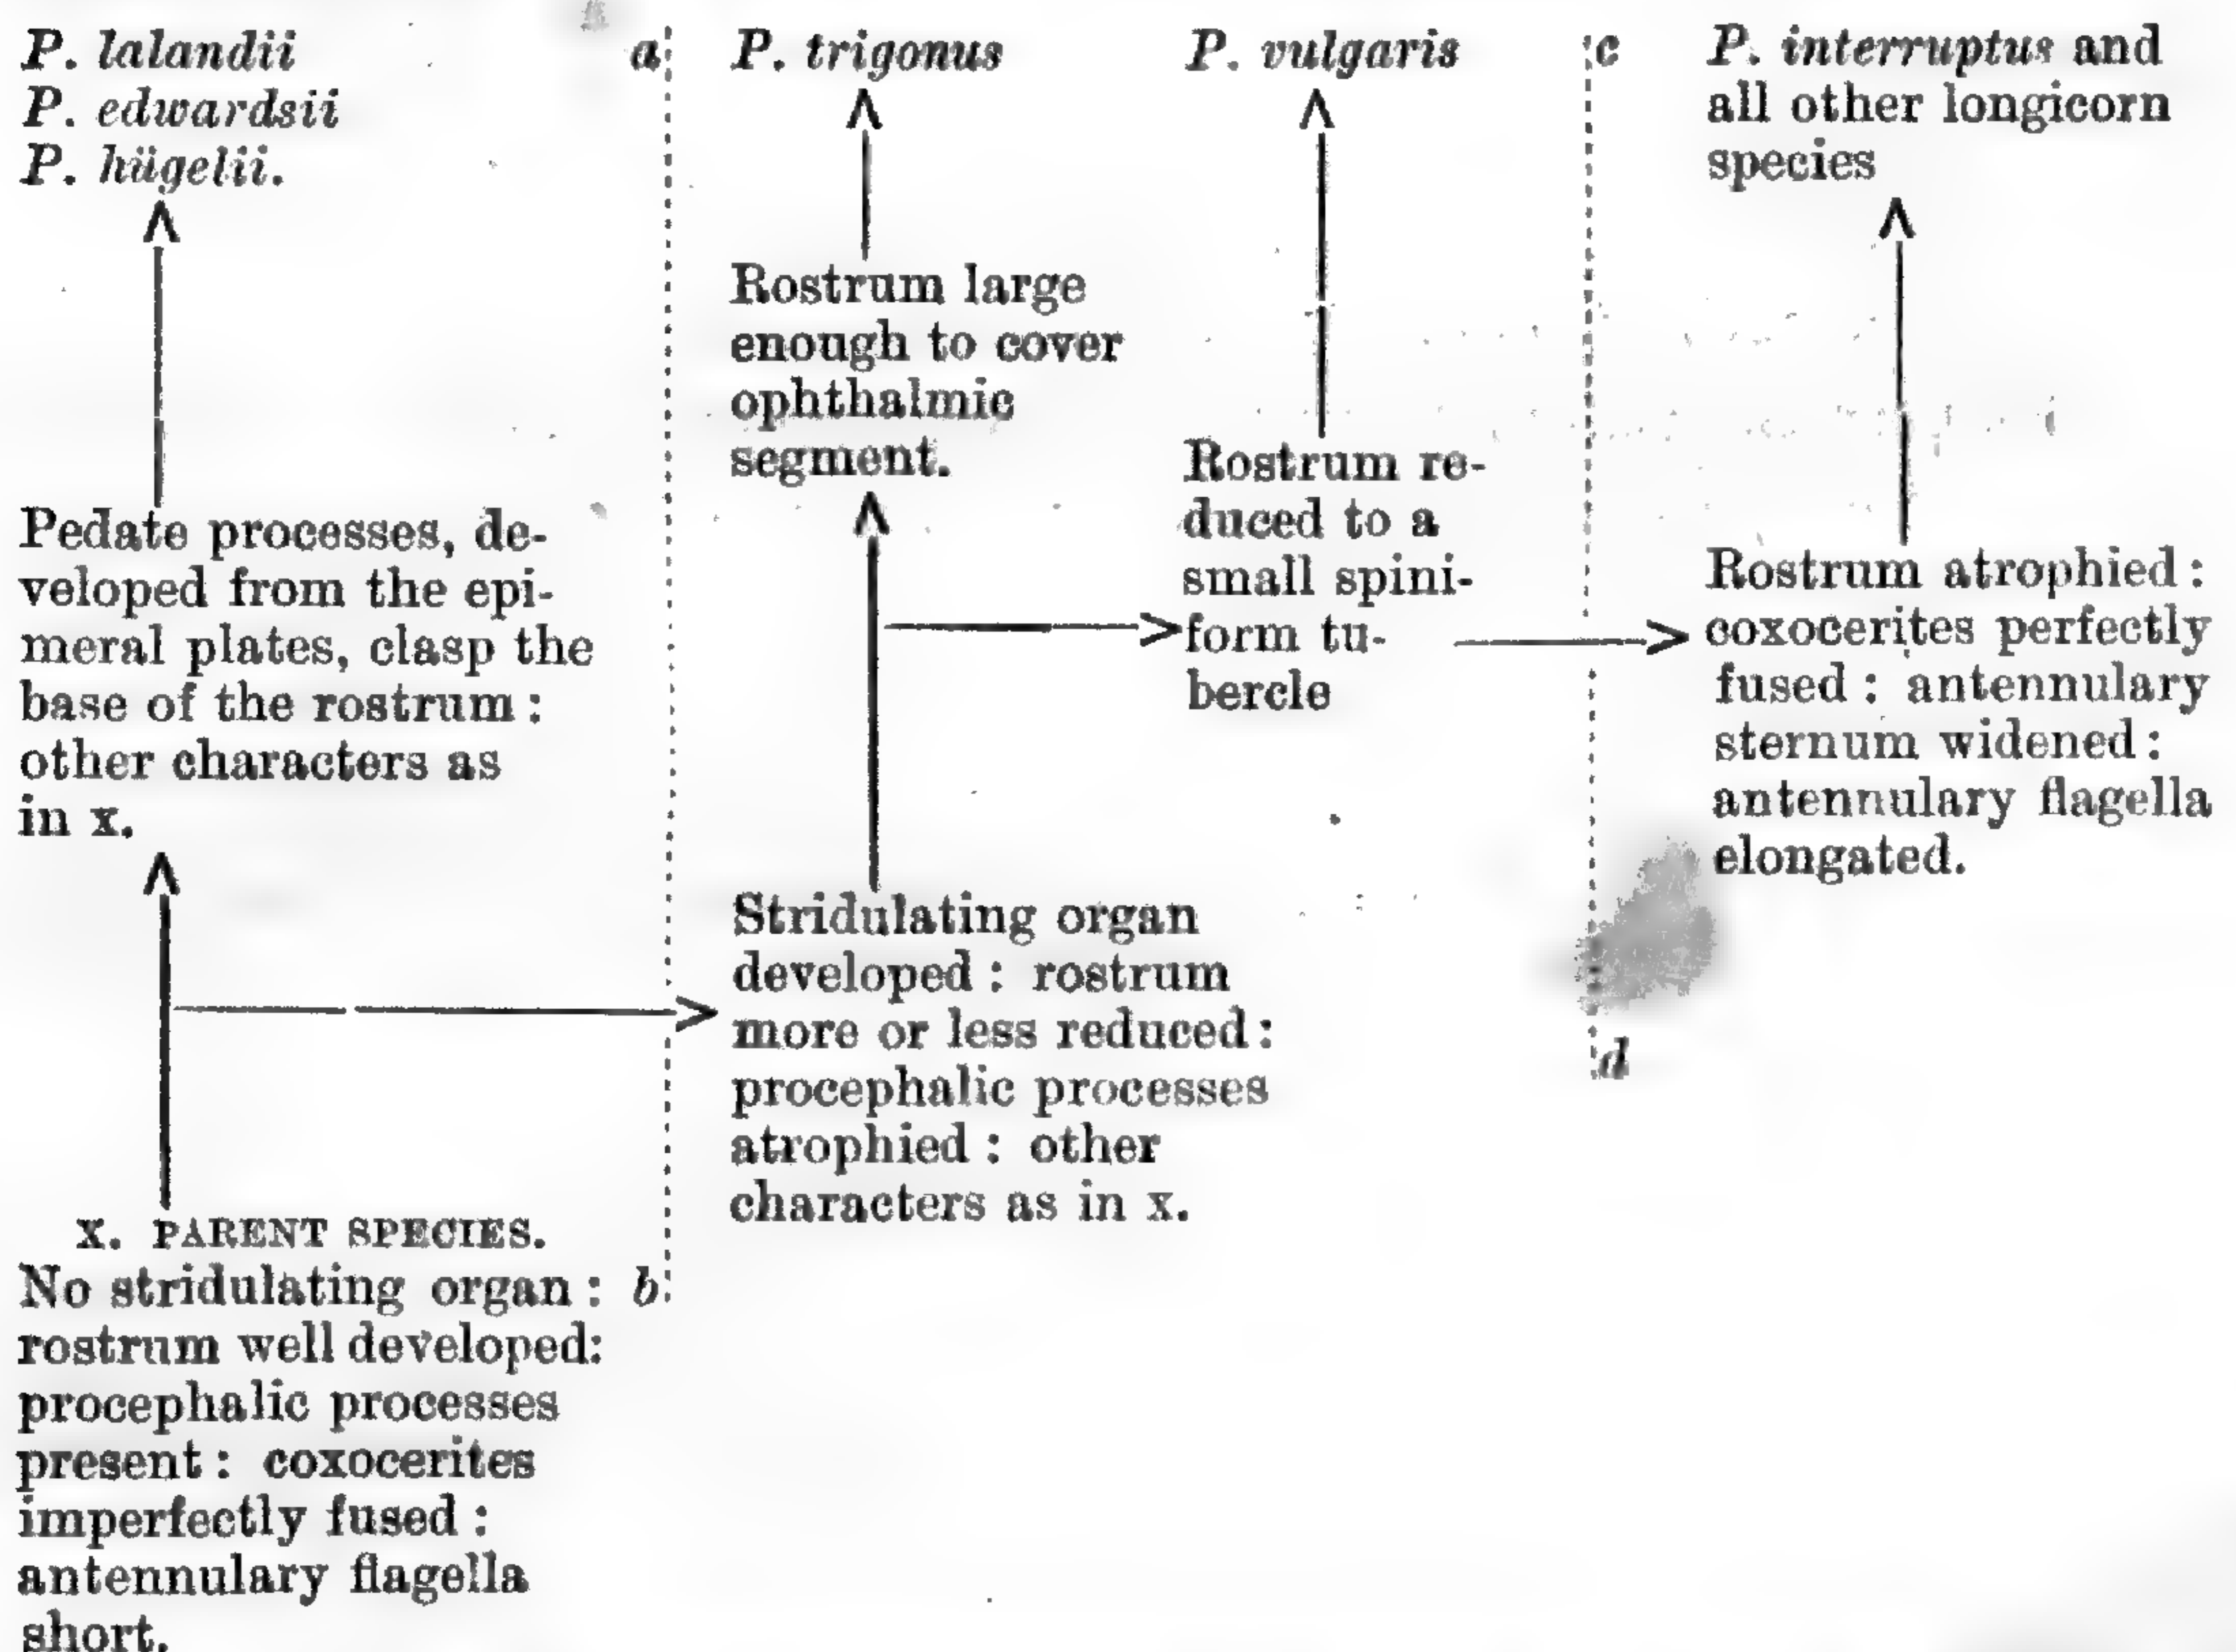 P. lalandii
P. edwardsii
P. hügelii.
a
P. trigonus
P. vulgaris
c
P. interruptus and
all other longicorn
species
Rostrum large
enough to cover
ophthalmic
segment.
Rostrum re-
duced to a
small spini-
form tu-
bercle
Rostrum atrophied:
coxocerites perfectly
fused: antennulary
sternum widened:
antennulary flagella
elongated.
d
Pedate processes, de-
veloped from the epi-
meral plates, clasp the
base of the rostrum:
other characters as
in x.
Stridulating organ
developed: rostrum
more or less reduced:
procephalic processes
atrophied: other
characters as in x.
X. PARENT SPECIES.
No stridulating organ:
b
rostrum well developed:
procephalic processes
present: coxocerites
imperfectly fused:
antennulary flagella
short.